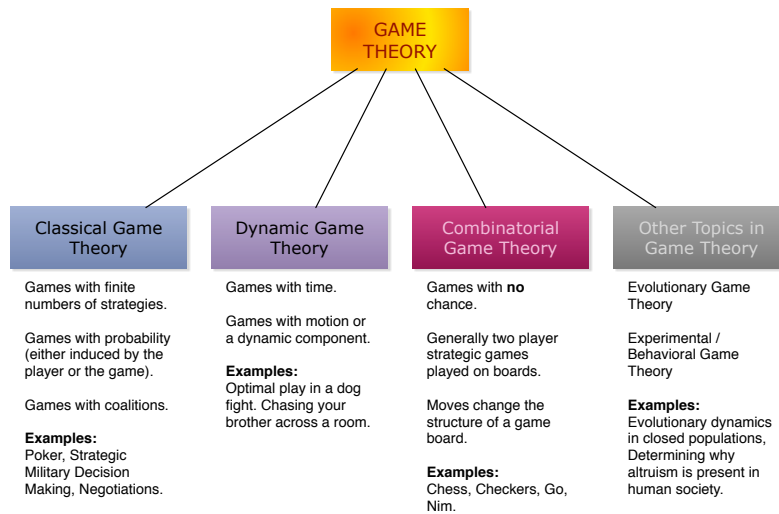 GAME
THEORY
Classical Game
Theory
Games with finite
numbers of strategies.
Games with probability
(either induced by the
player or the game).
Games with coalitions.
Examples:
Poker, Strategic
Military Decision
Making, Negotiations.
Dynamic Game
Theory
Games with time.
Games with motion or
a dynamic component.
Examples:
Optimal play in a dog
fight. Chasing your
brother across a room.
Combinatorial
Game Theory
Games with no
chance.
Generally two player
strategic games
played on boards.
Moves change the
structure of a game
board.
Examples:
Chess, Checkers, Go,
Nim.
Other Topics in
Game Theory
Evolutionary Game
Theory
Experimental /
Behavioral Game
Theory
Examples:
Evolutionary dynamics
in closed populations,
Determining why
altruism is present in
human society.